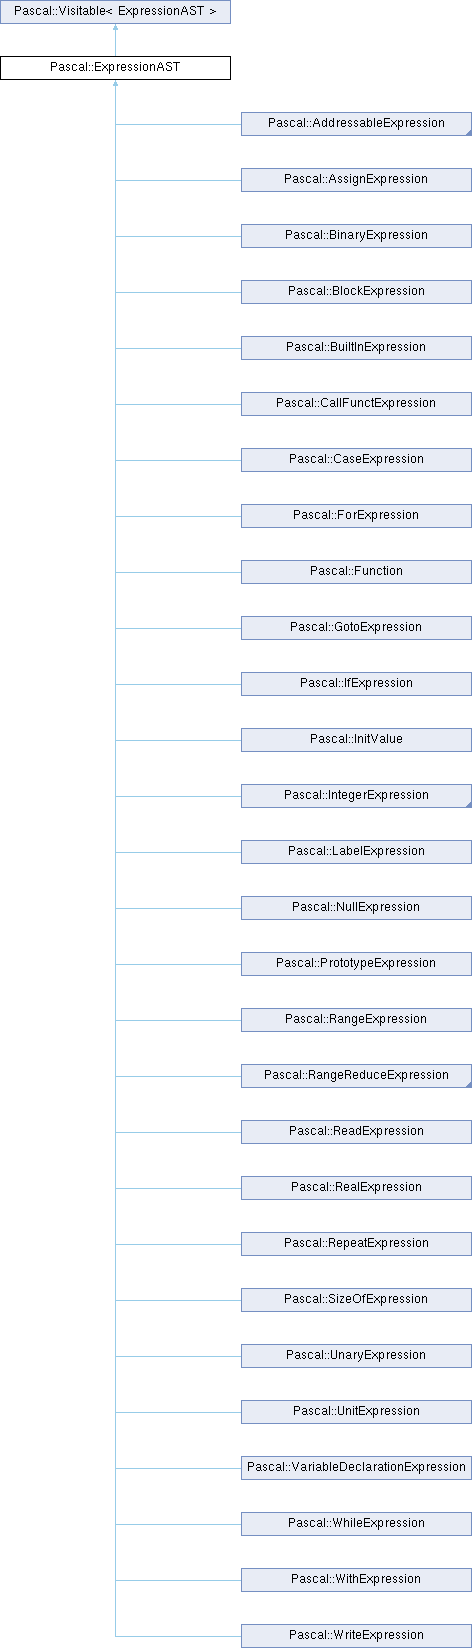 Pascal::Visitable< ExpressionAST >
Pascal::ExpressionAST
Pascal::AddressableExpression
Pascal::AssignExpression
Pascal::BinaryExpression
Pascal::BlockExpression
Pascal::BuiltInExpression
Pascal::CallFunctExpression
Pascal::CaseExpression
Pascal::ForExpression
Pascal::Function
Pascal::GotoExpression
Pascal::IfExpression
Pascal::InitValue
Pascal::IntegerExpression
Pascal::LabelExpression
Pascal::NullExpression
Pascal::PrototypeExpression
Pascal::RangeExpression
Pascal::RangeReduceExpression
Pascal::ReadExpression
Pascal::RealExpression
Pascal::RepeatExpression
Pascal::SizeOfExpression
Pascal::UnaryExpression
Pascal::UnitExpression
Pascal::VariableDeclarationExpression
Pascal::WhileExpression
Pascal::WithExpression
Pascal::WriteExpression